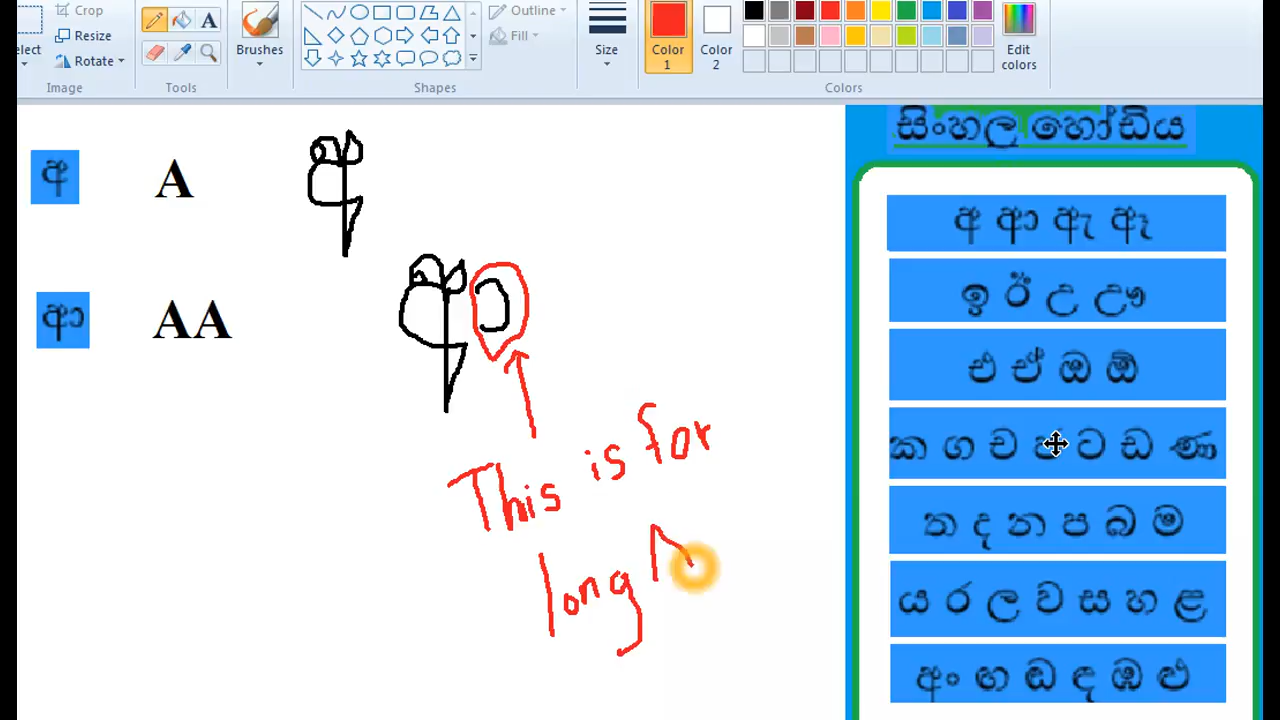 Crop
Resize
Rotate
elect
Image
Tools
Brushes
Shapes
Outline
Fill
Size
Color
1
Color
2
Edit
colors
Colors
අ A අ
ආ AA ආ
This is for
long A
සිංහල හෝඩිය
අ ආ ඇ ඈ
ඉ ඊ උ ඌ
එ ඒ ඔ ඕ
ක ග ච ට ඩ ණ
ත ද න ප බ ම
ය ර ල ව ස හ ළ
අං ඟ ඬ ඳ ඹ ළු